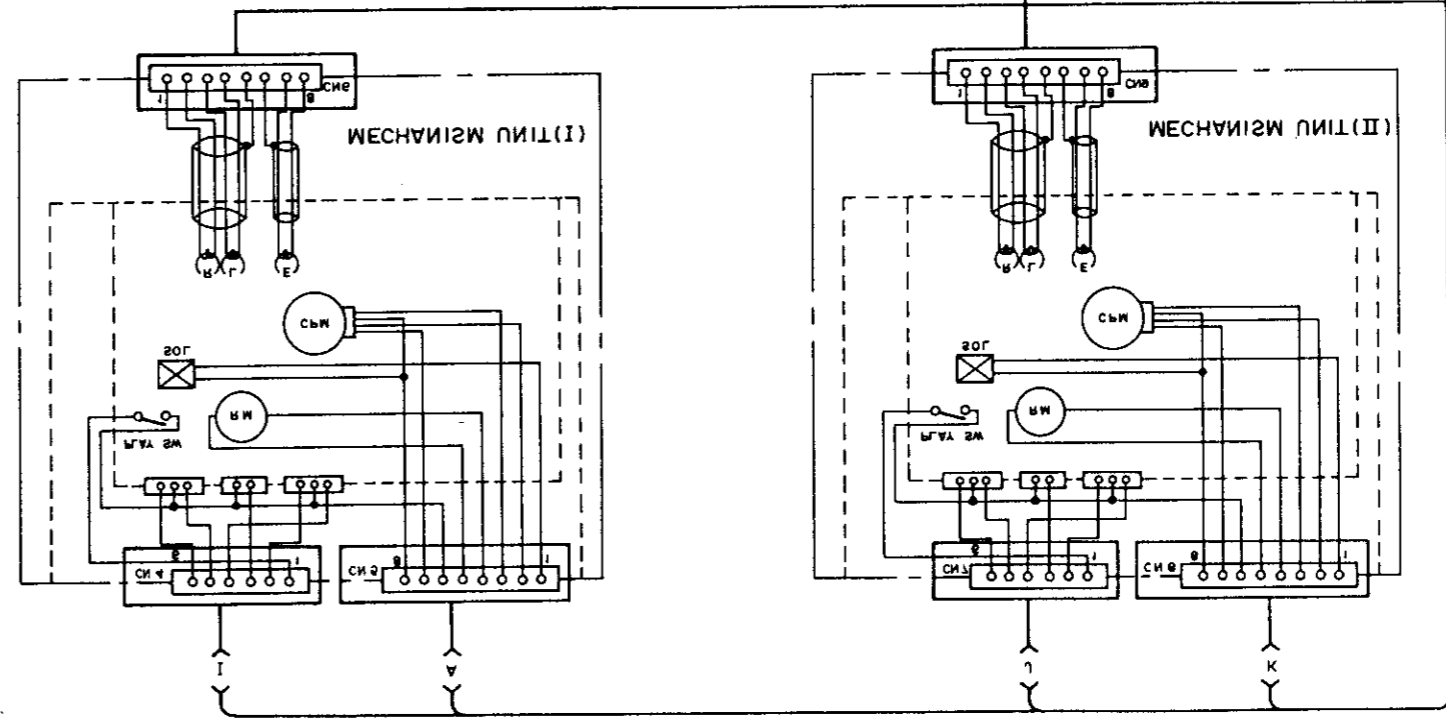 CN6
1 8
MECHANISM UNIT(I)
(R) (L) (E)
CPM
SOL
RM
PLAY SW
6 1
CN4
8 1
CN5
I
A
CN9
1 8
MECHANISM UNIT(II)
(R) (L) (E)
CPM
SOL
RM
PLAY SW
6 1
CN7
8 1
CN8
J
K